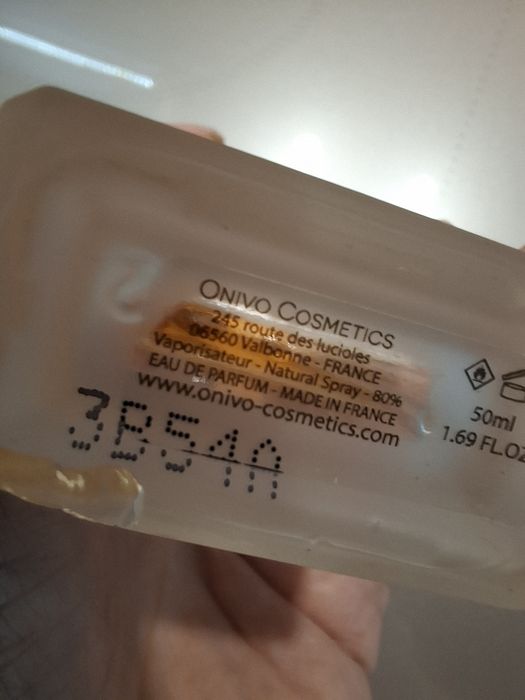 ONIVO COSMETICS
245 route des lucioles
06560 Valbonne - FRANCE
Vaporisateur - Natural Spray - 80%
EAU DE PARFUM - MADE IN FRANCE
www.onivo-cosmetics.com
50ml
1.69 FL.OZ
3B54A